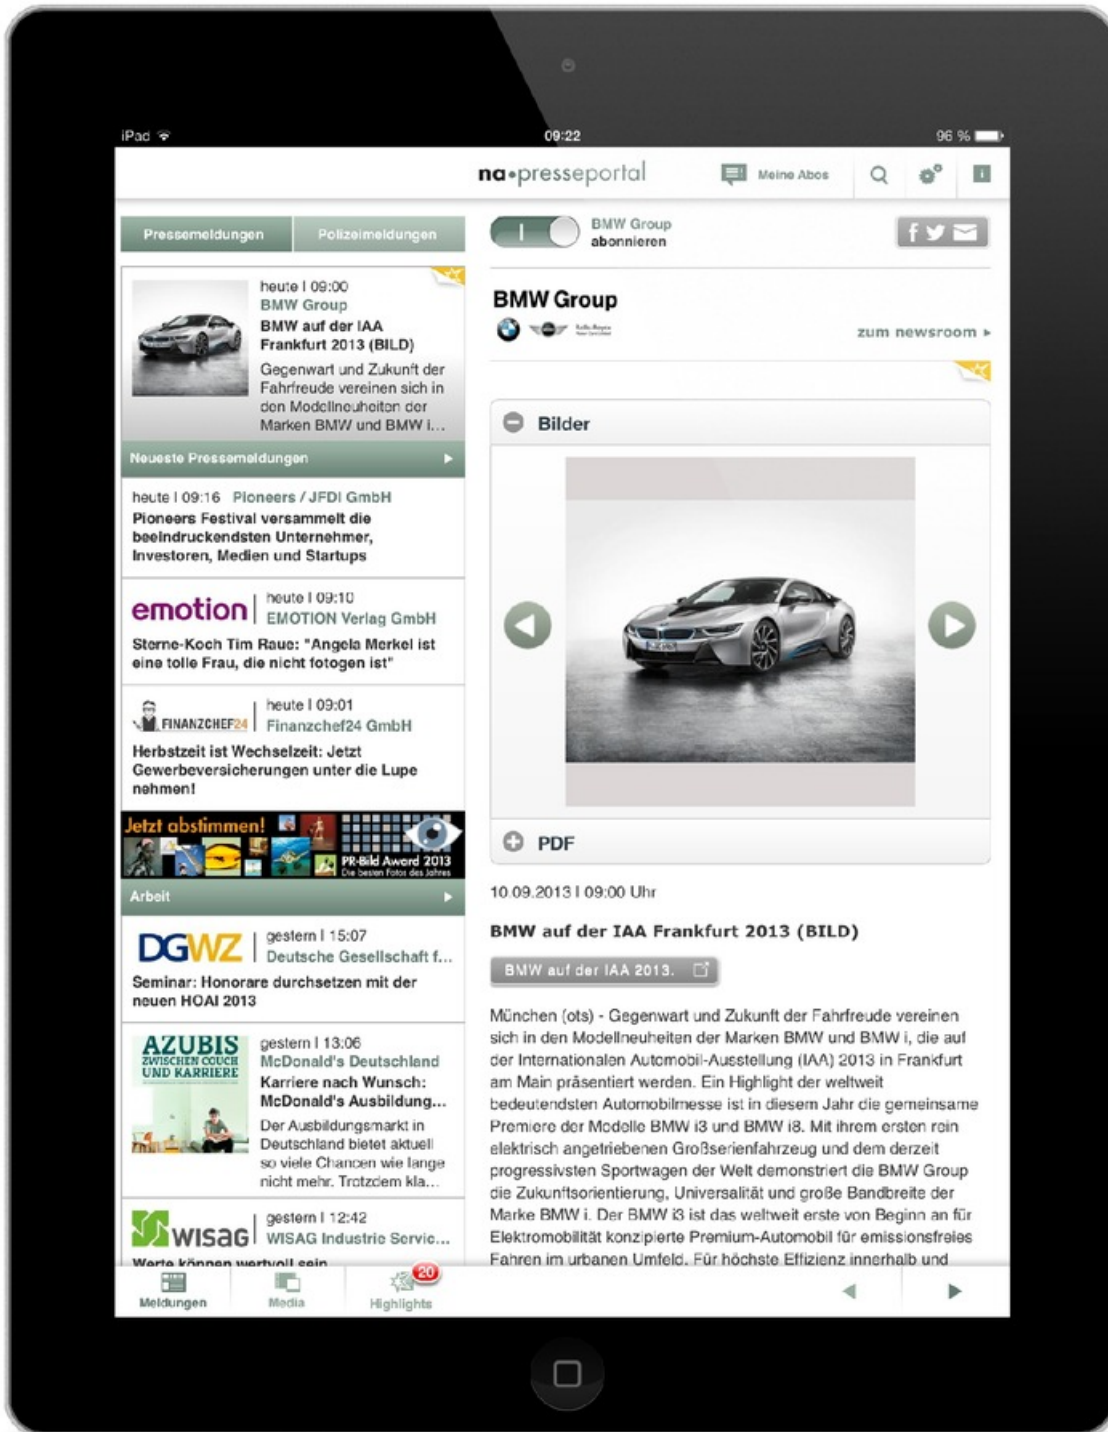 iPad
09:22
96 %
na•presseportal
Meine Abos
Pressemeldungen
Polizeimeldungen
heute | 09:00
BMW Group
BMW auf der IAA
Frankfurt 2013 (BILD)
Gegenwart und Zukunft der
Fahrfreude vereinen sich in
den Modellneuheiten der
Marken BMW und BMW i...
Neueste Pressemeldungen
heute | 09:16 Pioneers / JFDI GmbH
Pioneers Festival versammelt die
beeindruckendsten Unternehmer,
Investoren, Medien und Startups
emotion
heute | 09:10
EMOTION Verlag GmbH
Sterne-Koch Tim Raue: "Angela Merkel ist
eine tolle Frau, die nicht fotogen ist"
FINANZCHEF24
heute | 09:01
Finanzchef24 GmbH
Herbstzeit ist Wechselzeit: Jetzt
Gewerbeversicherungen unter die Lupe
nehmen!
Jetzt abstimmen!
PR-Bild Award 2013
Die besten Fotos des Jahres
Arbeit
DGWZ
gestern | 15:07
Deutsche Gesellschaft f...
Seminar: Honorare durchsetzen mit der
neuen HOAI 2013
AZUBIS
ZWISCHEN COUCH
UND KARRIERE
gestern | 13:06
McDonald's Deutschland
Karriere nach Wunsch:
McDonald's Ausbildung...
Der Ausbildungsmarkt in
Deutschland bietet aktuell
so viele Chancen wie lange
nicht mehr. Trotzdem kla...
WISAG
gestern | 12:42
WISAG Industrie Servic...
Werte können wertvoll sein
BMW Group
abonnieren
BMW Group
zum newsroom
Bilder
PDF
10.09.2013 | 09:00 Uhr
BMW auf der IAA Frankfurt 2013 (BILD)
BMW auf der IAA 2013.
München (ots) - Gegenwart und Zukunft der Fahrfreude vereinen
sich in den Modellneuheiten der Marken BMW und BMW i, die auf
der Internationalen Automobil-Ausstellung (IAA) 2013 in Frankfurt
am Main präsentiert werden. Ein Highlight der weltweit
bedeutendsten Automobilmesse ist in diesem Jahr die gemeinsame
Premiere der Modelle BMW i3 und BMW i8. Mit ihrem ersten rein
elektrisch angetriebenen Großserienfahrzeug und dem derzeit
progressivsten Sportwagen der Welt demonstriert die BMW Group
die Zukunftsorientierung, Universalität und große Bandbreite der
Marke BMW i. Der BMW i3 ist das weltweit erste von Beginn an für
Elektromobilität konzipierte Premium-Automobil für emissionsfreies
Fahren im urbanen Umfeld. Für höchste Effizienz innerhalb und
Meldungen
Media
20
Highlights